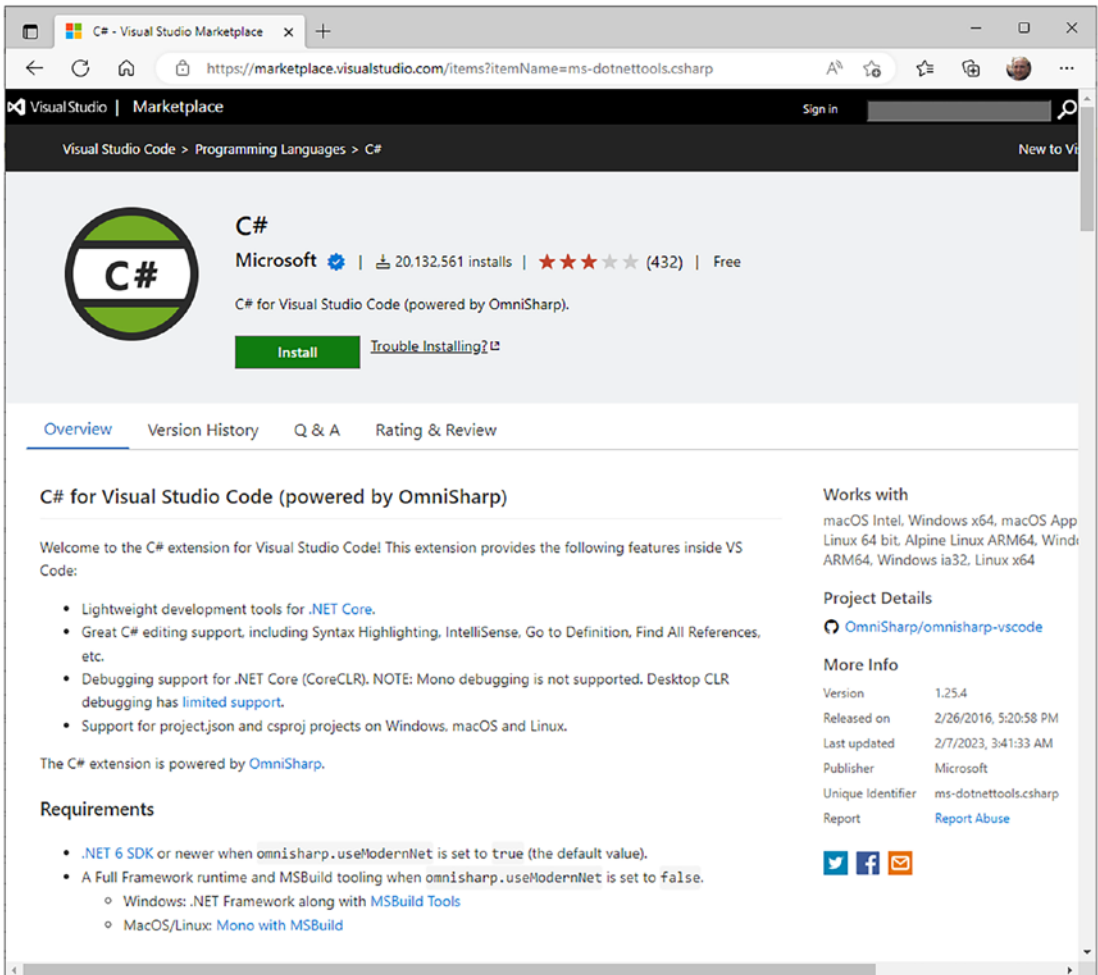 C# - Visual Studio Marketplace
https://marketplace.visualstudio.com/items?itemName=ms-dotnettools.csharp
Visual Studio | Marketplace
Sign in
Visual Studio Code > Programming Languages > C#
New to Vi
C#
C#
Microsoft | 20,132,561 installs | (432) | Free
C# for Visual Studio Code (powered by OmniSharp).
Install
Trouble Installing?
Overview Version History Q & A Rating & Review
C# for Visual Studio Code (powered by OmniSharp)
Welcome to the C# extension for Visual Studio Code! This extension provides the following features inside VS
Code:
• Lightweight development tools for .NET Core.
• Great C# editing support, including Syntax Highlighting, IntelliSense, Go to Definition, Find All References,
etc.
• Debugging support for .NET Core (CoreCLR). NOTE: Mono debugging is not supported. Desktop CLR
debugging has limited support.
• Support for project.json and csproj projects on Windows, macOS and Linux.
The C# extension is powered by OmniSharp.
Requirements
• .NET 6 SDK or newer when omnisharp.useModernNet is set to true (the default value).
• A Full Framework runtime and MSBuild tooling when omnisharp.useModernNet is set to false.
○ Windows: .NET Framework along with MSBuild Tools
○ MacOS/Linux: Mono with MSBuild
Works with
macOS Intel, Windows x64, macOS App
Linux 64 bit, Alpine Linux ARM64, Wind
ARM64, Windows ia32, Linux x64
Project Details
OmniSharp/omnisharp-vscode
More Info
Version 1.25.4
Released on 2/26/2016, 5:20:58 PM
Last updated 2/7/2023, 3:41:33 AM
Publisher Microsoft
Unique Identifier ms-dotnettools.csharp
Report Report Abuse